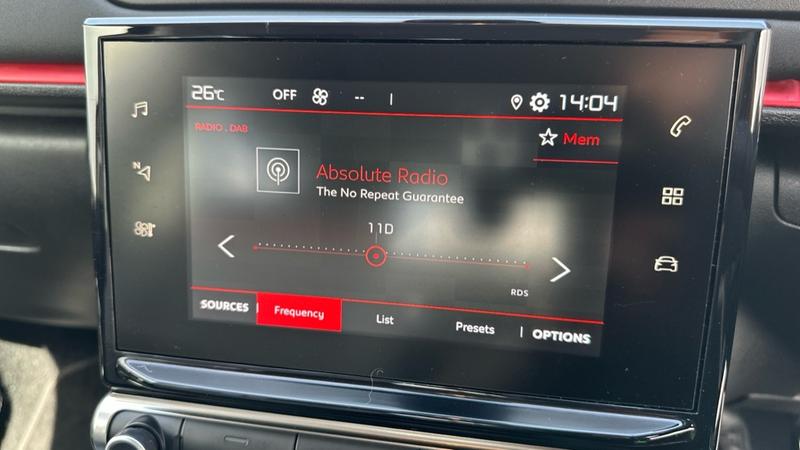 26°C OFF -- 14:04
RADIO . DAB
Mem
Absolute Radio
The No Repeat Guarantee
11D
RDS
SOURCES Frequency List Presets OPTIONS
N